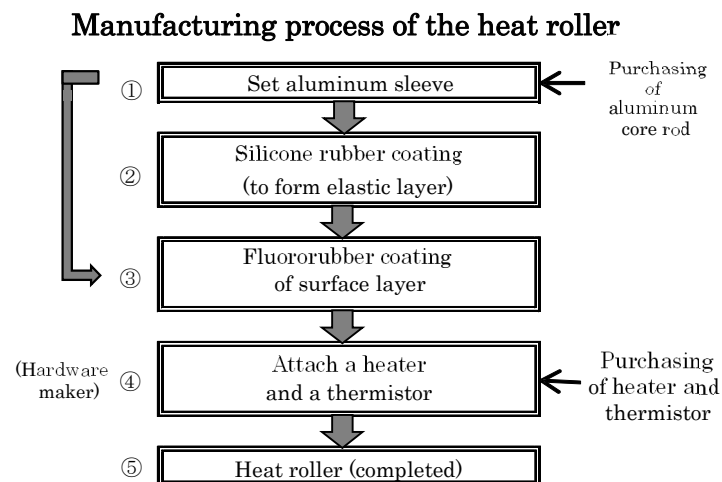 Manufacturing process of the heat roller
①
Set aluminum sleeve
Purchasing
of
aluminum
core rod
②
Silicone rubber coating
(to form elastic layer)
③
Fluororubber coating
of surface layer
(Hardware
maker)
④
Attach a heater
and a thermistor
Purchasing
of heater and
thermistor
⑤
Heat roller (completed)